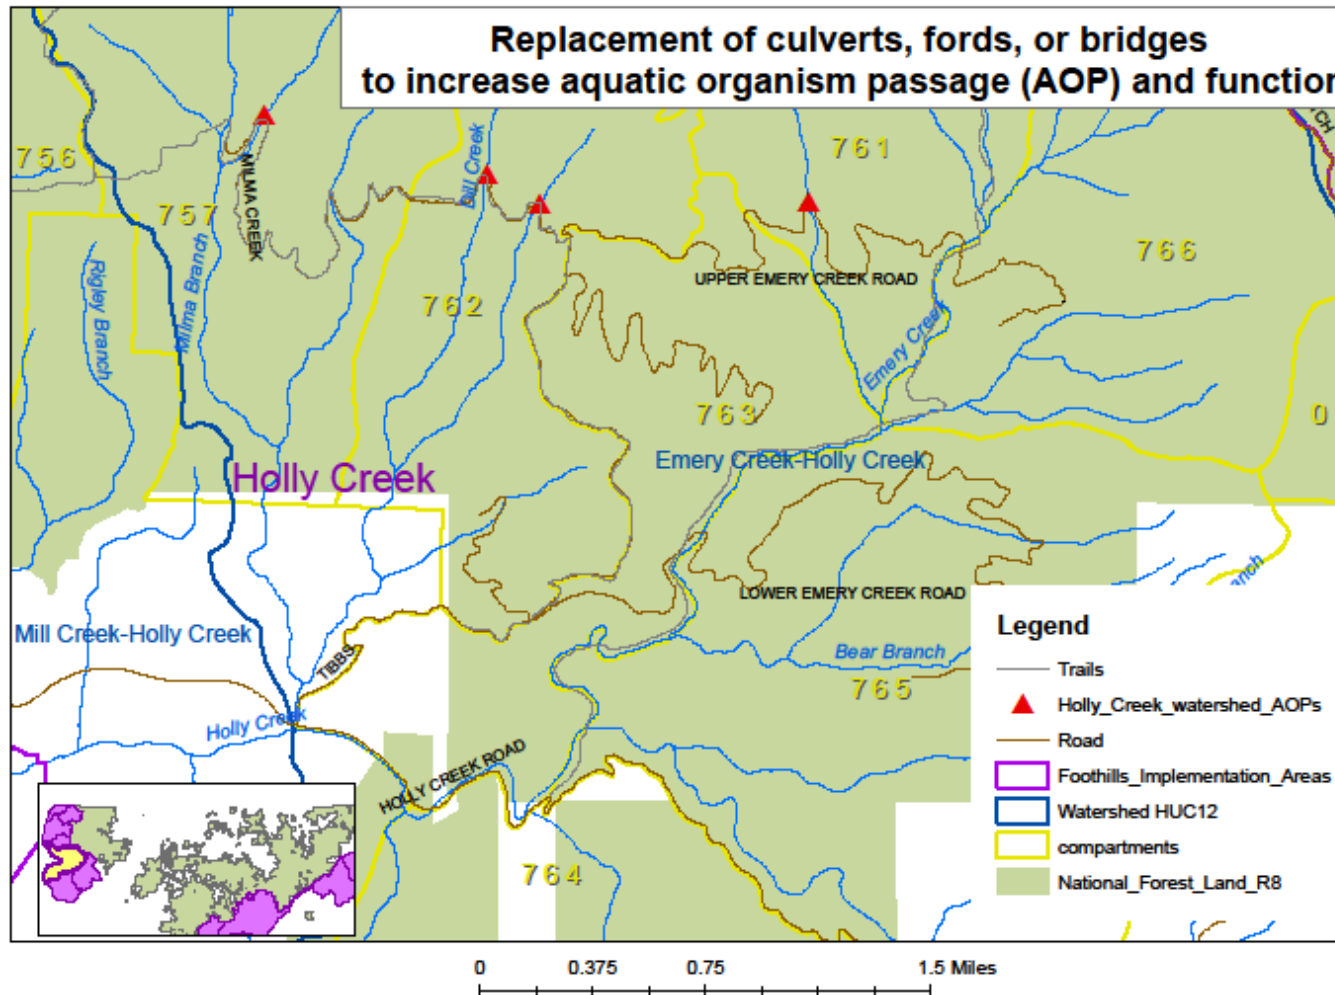 Replacement of culverts, fords, or bridges
to increase aquatic organism passage (AOP) and function
756
757
MILMA CREEK
Milma Branch
Rigley Branch
Dill Creek
762
761
766
UPPER EMERY CREEK ROAD
Emery Creek
763
0
Holly Creek
Emery Creek-Holly Creek
LOWER EMERY CREEK ROAD
Mill Creek-Holly Creek
TIBBS
Bear Branch
765
Holly Creek
HOLLY CREEK ROAD
764
Legend
Trails
Holly_Creek_watershed_AOPs
Road
Foothills_Implementation_Areas
Watershed HUC12
compartments
National_Forest_Land_R8
0 0.375 0.75 1.5 Miles